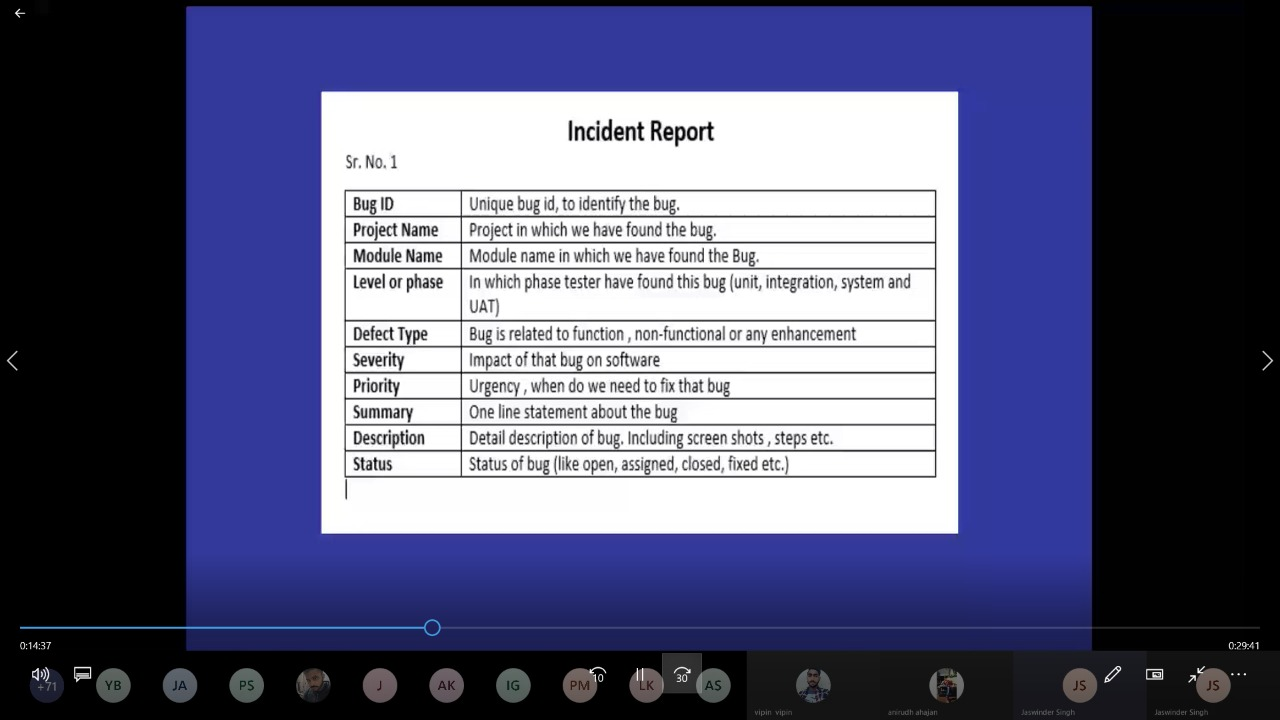 Incident Report
Sr. No. 1
Bug ID Unique bug id, to identify the bug.
Project Name Project in which we have found the bug.
Module Name Module name in which we have found the Bug.
Level or phase In which phase tester have found this bug (unit, integration, system and
UAT)
Defect Type Bug is related to function , non-functional or any enhancement
Severity Impact of that bug on software
Priority Urgency , when do we need to fix that bug
Summary One line statement about the bug
Description Detail description of bug. Including screen shots , steps etc.
Status Status of bug (like open, assigned, closed, fixed etc.)
0:14:37 0:29:41
+71 YB JA PS J AK IG PM 10 LK 30 AS JS JS
vipin vipin anirudh ahajan Jaswinder Singh Jaswinder Singh